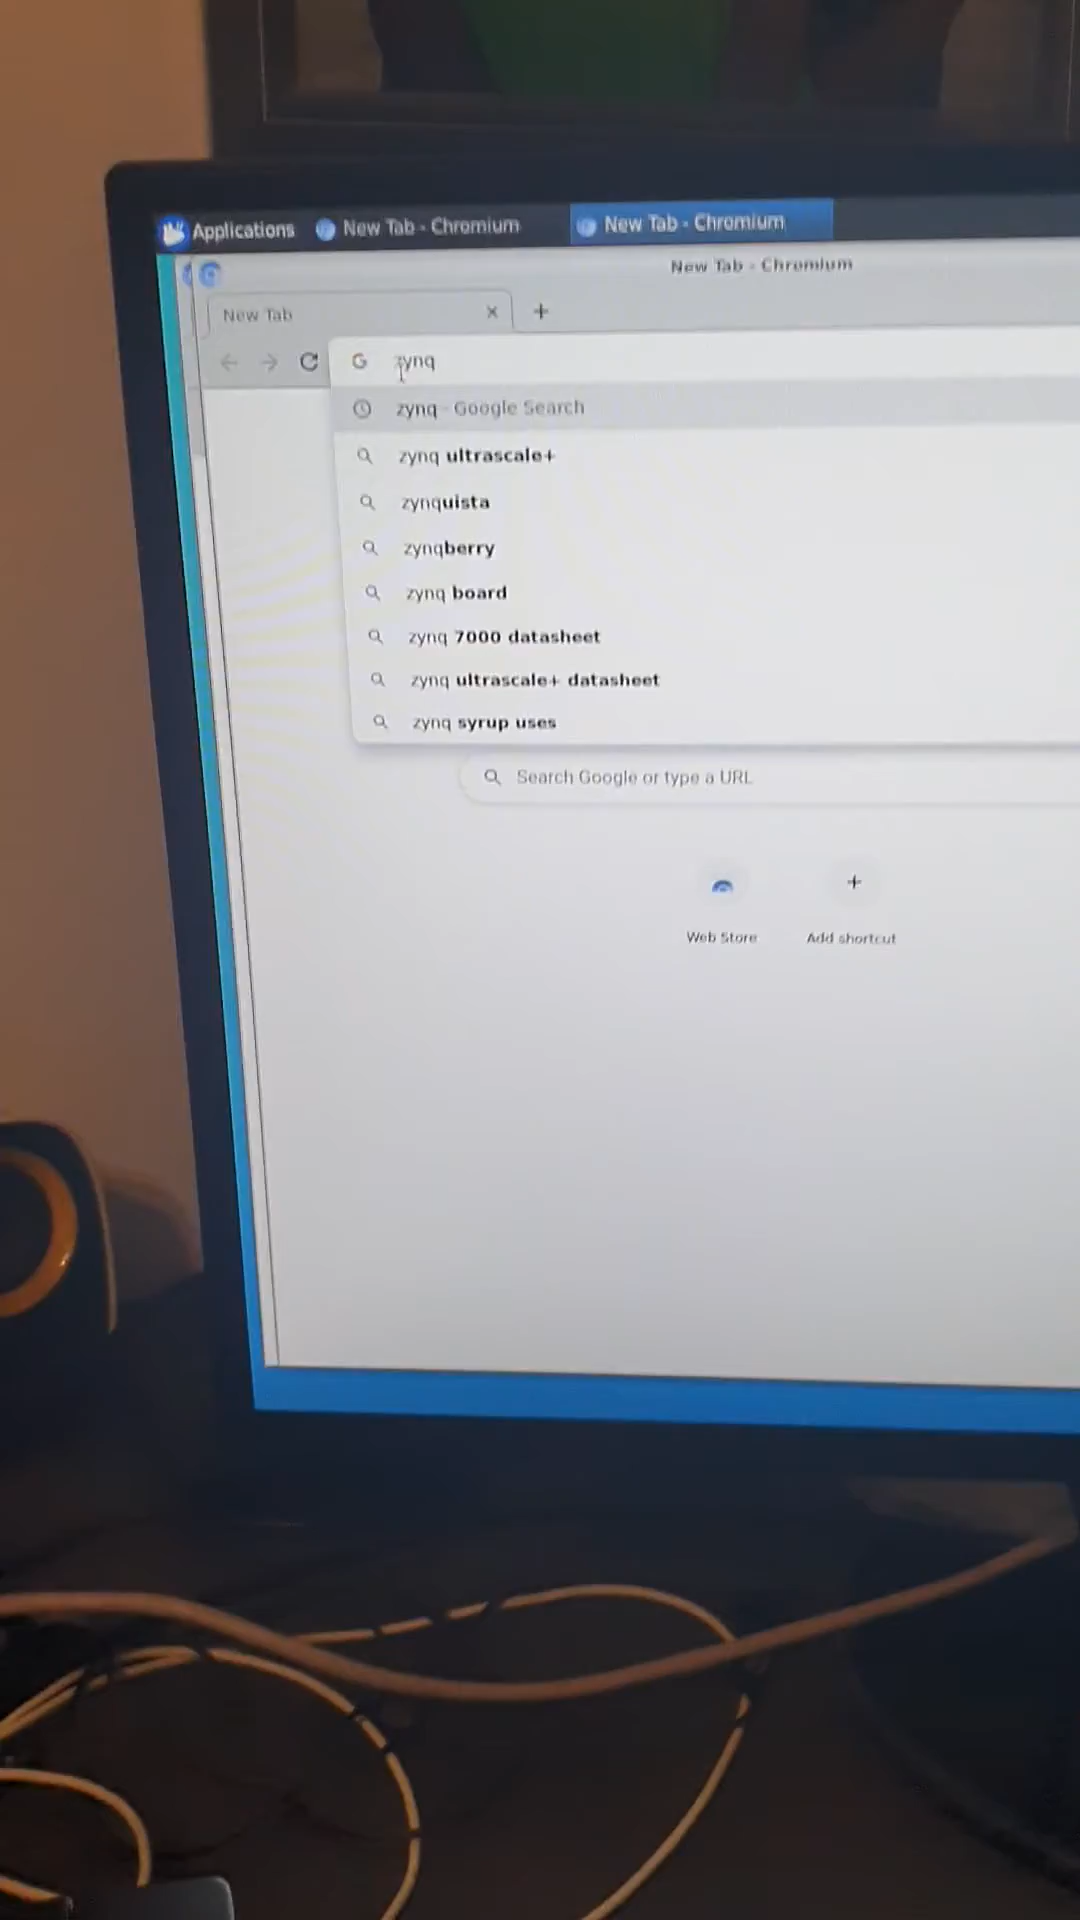 Applications
New Tab - Chromium
New Tab - Chromium
New Tab - Chromium
New Tab
zynq
zynq - Google Search
zynq ultrascale+
zynquista
zynqberry
zynq board
zynq 7000 datasheet
zynq ultrascale+ datasheet
zynq syrup uses
Search Google or type a URL
Web Store
Add shortcut